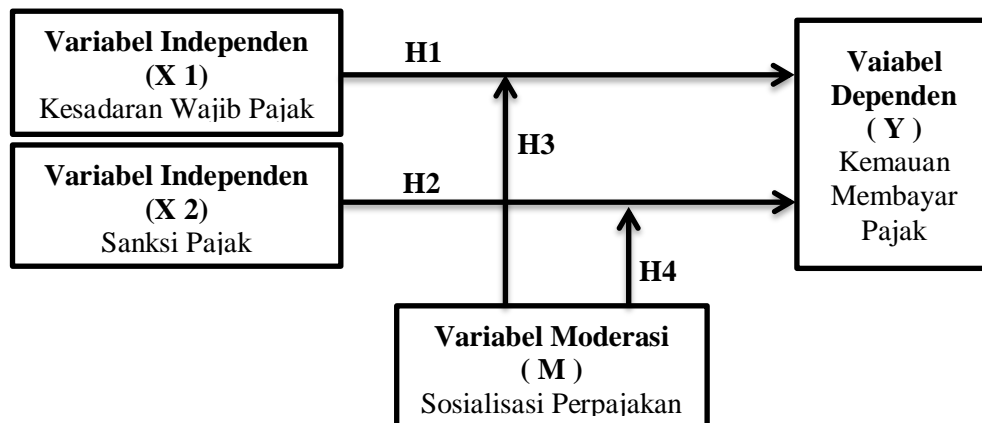 Variabel Independen
(X 1)
Kesadaran Wajib Pajak
H1
Vaiabel
Dependen
( Y )
Kemauan
Membayar
Pajak
H3
Variabel Independen
(X 2)
Sanksi Pajak
H2
H4
Variabel Moderasi
( M )
Sosialisasi Perpajakan